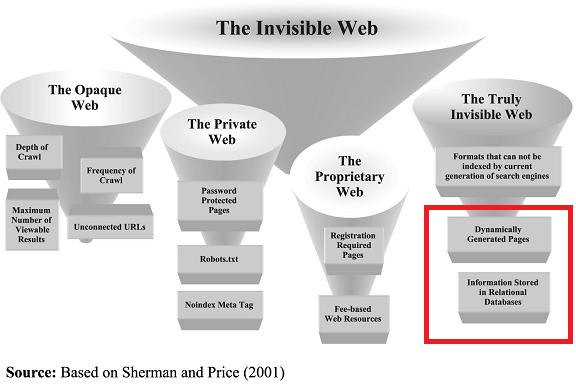 The Invisible Web
The Opaque
Web
Depth of
Crawl
Frequency of
Crawl
Maximum
Number of
Viewable
Results
Unconnected URLs
The Private
Web
Password
Protected
Pages
Robots.txt
Noindex Meta Tag
The
Proprietary
Web
Registration
Required
Pages
Fee-based
Web Resources
The Truly
Invisible Web
Formats that can not be
indexed by current
generation of search engines
Dynamically
Generated Pages
Information Stored
in Relational
Databases
Source: Based on Sherman and Price (2001)